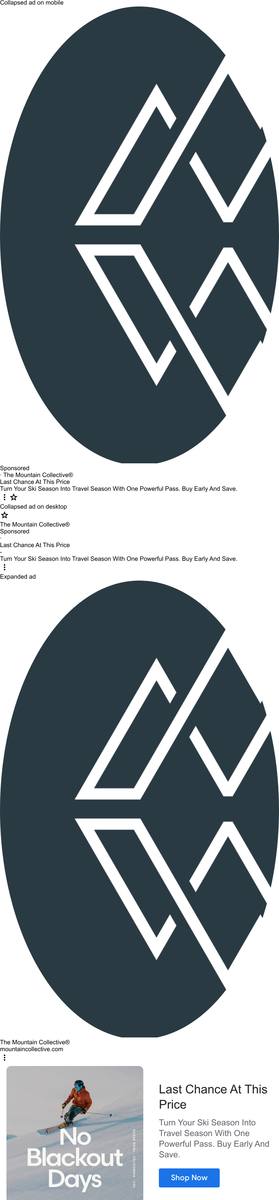 Collapsed ad on mobile
Sponsored
· The Mountain Collective®
Last Chance At This Price
Turn Your Ski Season Into Travel Season With One Powerful Pass. Buy Early And Save.
Collapsed ad on desktop
The Mountain Collective®
Sponsored
·
Last Chance At This Price
-
Turn Your Ski Season Into Travel Season With One Powerful Pass. Buy Early And Save.
Expanded ad
The Mountain Collective®
mountaincollective.com
No
Blackout
Days
Last Chance At This
Price
Turn Your Ski Season Into
Travel Season With One
Powerful Pass. Buy Early And
Save.
Shop Now